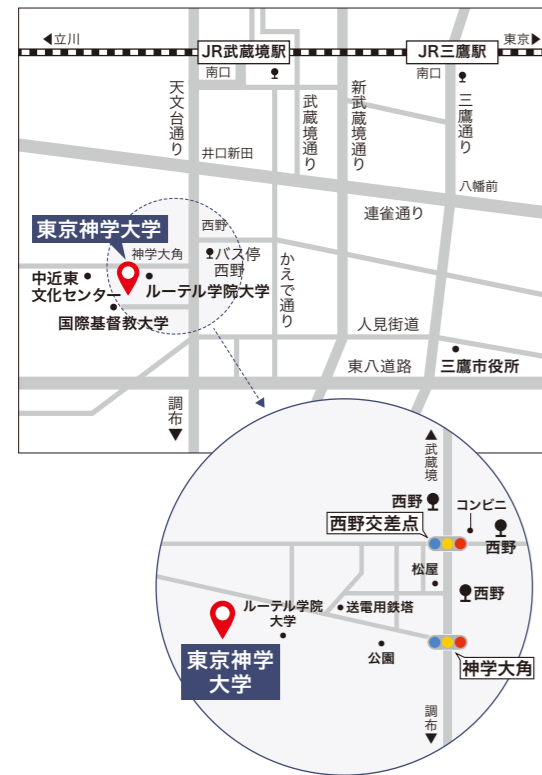 ◀立川
JR武蔵境駅
JR三鷹駅
東京▶
南口
南口
天文台通り
武蔵境通り
新武蔵境通り
三鷹通り
井口新田
八幡前
連雀通り
東京神学大学
西野
神学大角
バス停
西野
中近東
文化センター
ルーテル学院大学
かえで通り
国際基督教大学
人見街道
東八道路
三鷹市役所
調布▼
▲武蔵境
西野
コンビニ
西野交差点
西野
松屋
西野
ルーテル学院
大学
送電用鉄塔
東京神学
大学
公園
神学大角
調布▼